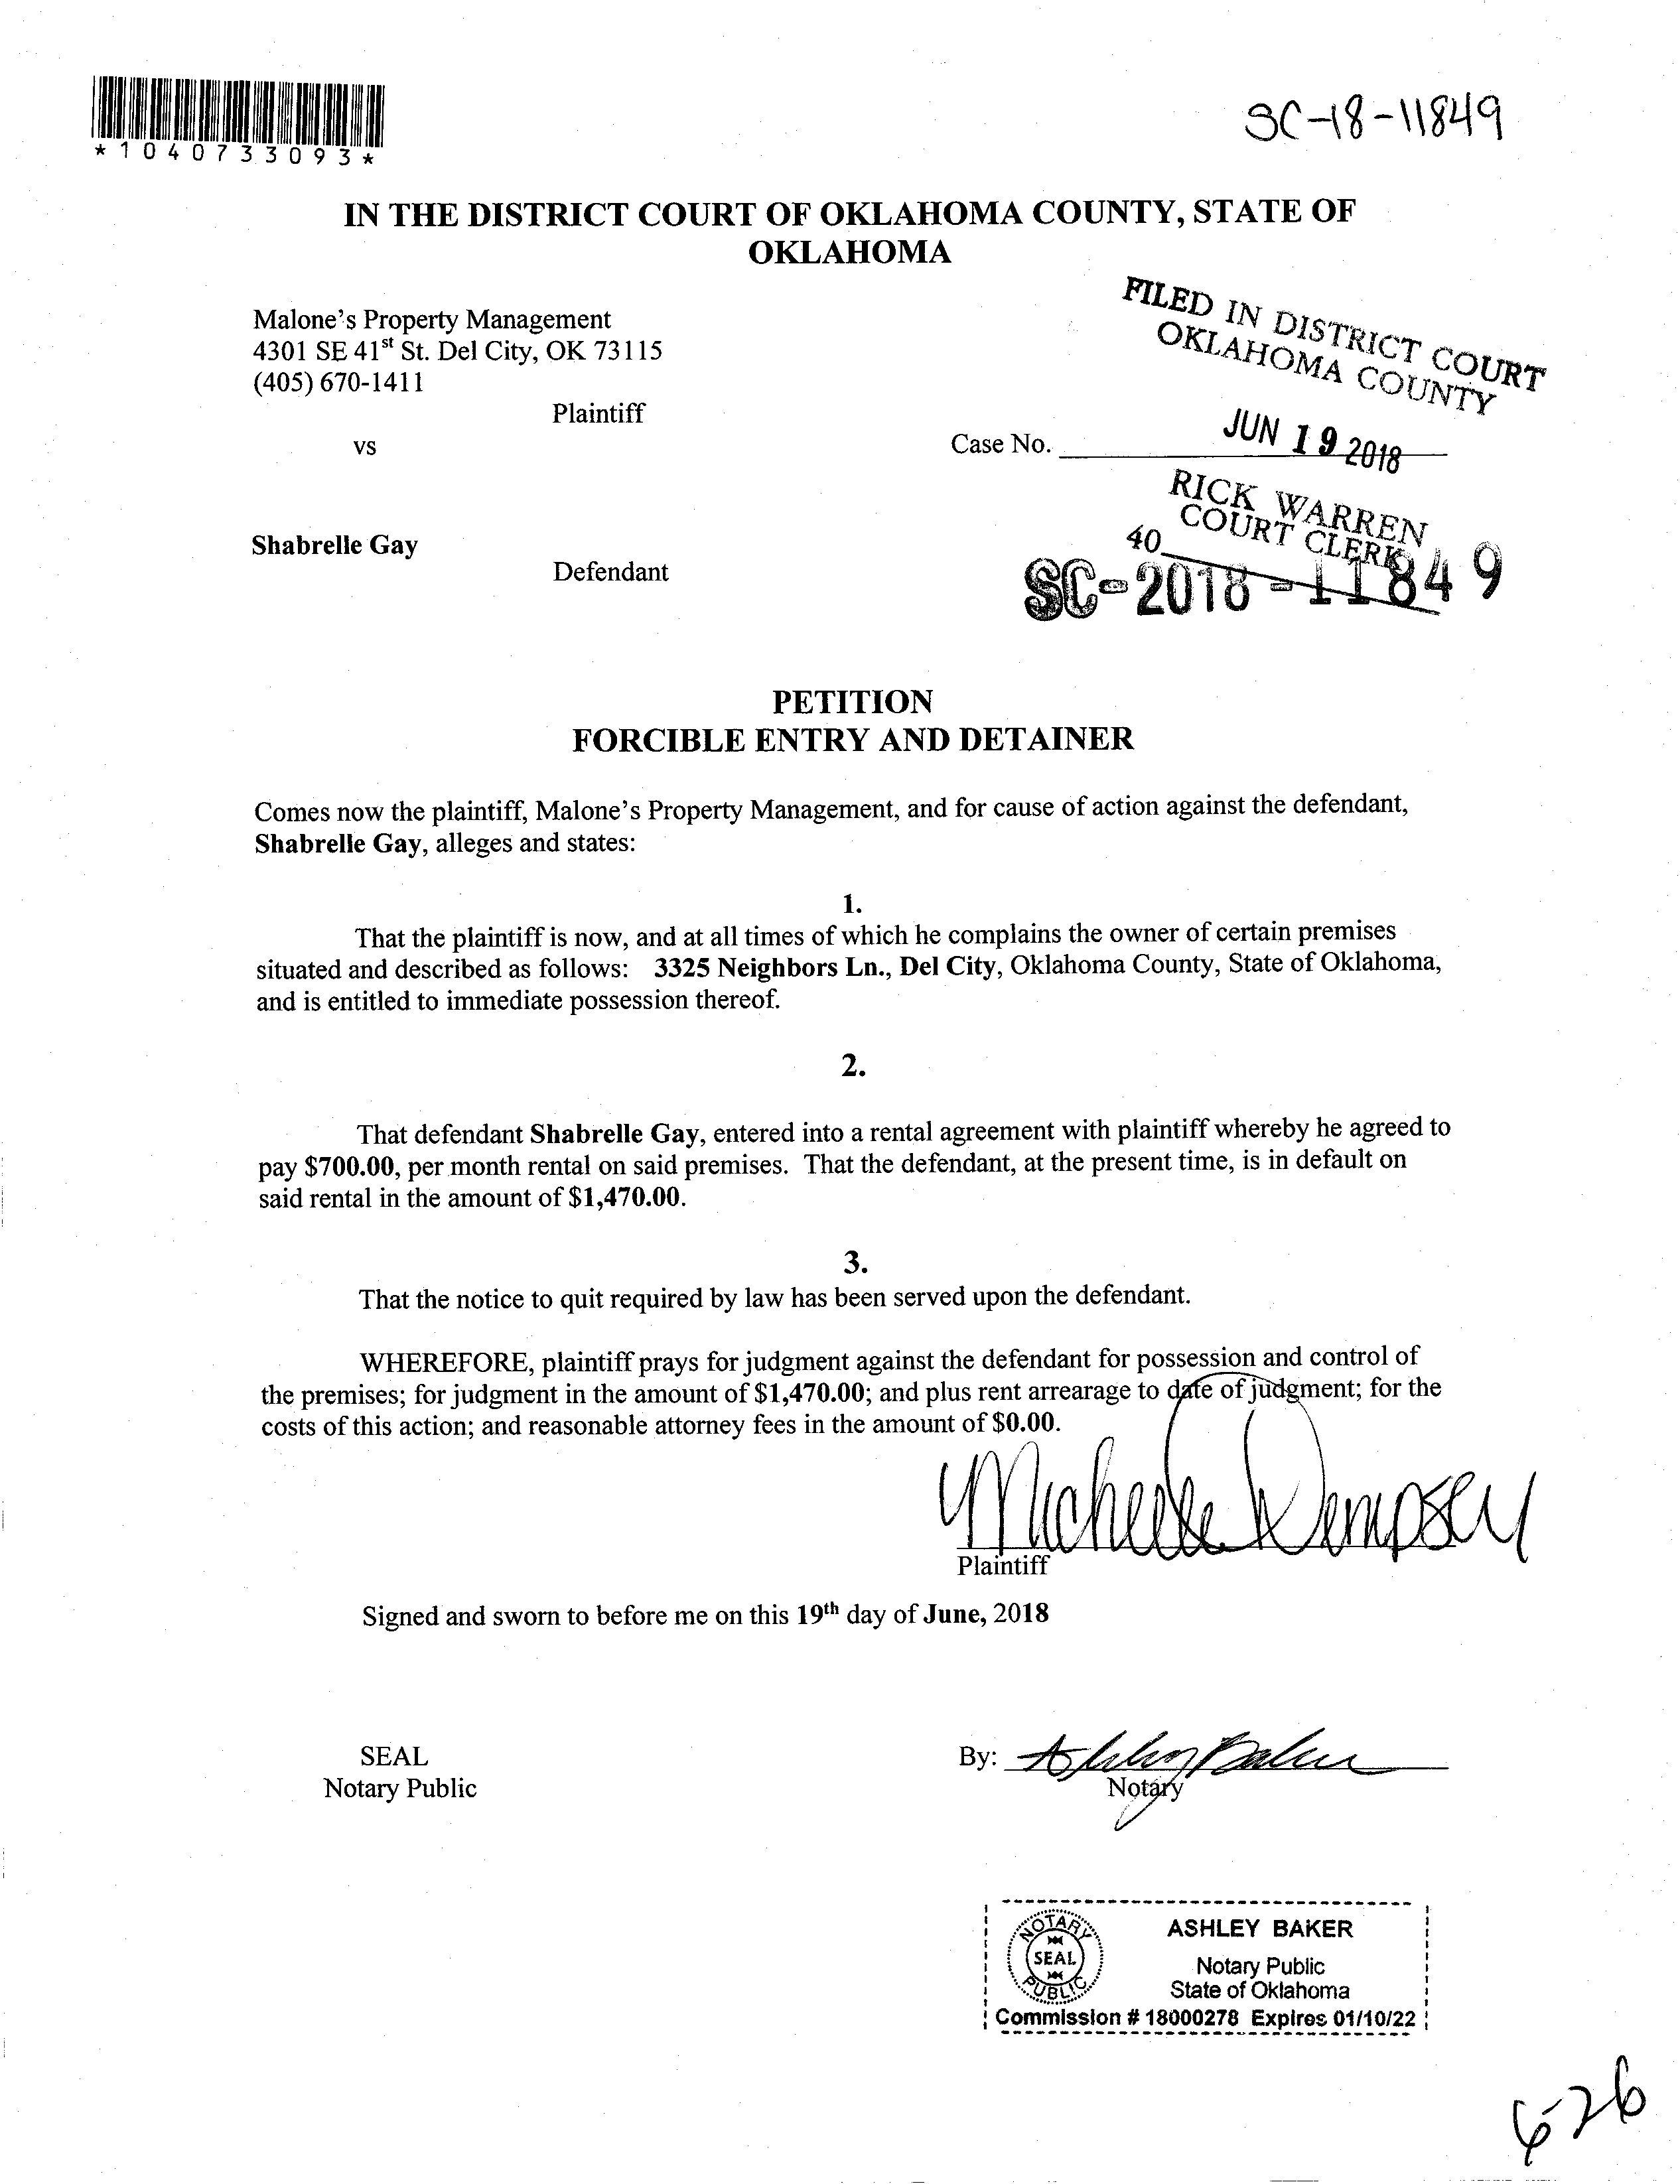 *1040733093*
SC-18-11849
IN THE DISTRICT COURT OF OKLAHOMA COUNTY, STATE OF
OKLAHOMA
FILED IN DISTRICT COURT
OKLAHOMA COUNTY
JUN 19 2018
RICK WARREN
COURT CLERK
40
SC-2018-11849
Malone's Property Management
4301 SE 41st St. Del City, OK 73115
(405) 670-1411
Plaintiff
vs
Case No.
Shabrelle Gay
Defendant
PETITION
FORCIBLE ENTRY AND DETAINER
Comes now the plaintiff, Malone's Property Management, and for cause of action against the defendant,
Shabrelle Gay, alleges and states:
1.
That the plaintiff is now, and at all times of which he complains the owner of certain premises
situated and described as follows: 3325 Neighbors Ln., Del City, Oklahoma County, State of Oklahoma,
and is entitled to immediate possession thereof.
2.
That defendant Shabrelle Gay, entered into a rental agreement with plaintiff whereby he agreed to
pay $700.00, per month rental on said premises. That the defendant, at the present time, is in default on
said rental in the amount of $1,470.00.
3.
That the notice to quit required by law has been served upon the defendant.
WHEREFORE, plaintiff prays for judgment against the defendant for possession and control of
the premises; for judgment in the amount of $1,470.00; and plus rent arrearage to date of judgment; for the
costs of this action; and reasonable attorney fees in the amount of $0.00.
Michelle Dempsey
Plaintiff
Signed and sworn to before me on this 19th day of June, 2018
SEAL
Notary Public
By: Ashley Baker
Notary
NOTARY
SEAL
PUBLIC
ASHLEY BAKER
Notary Public
State of Oklahoma
Commission # 18000278 Expires 01/10/22
6-26